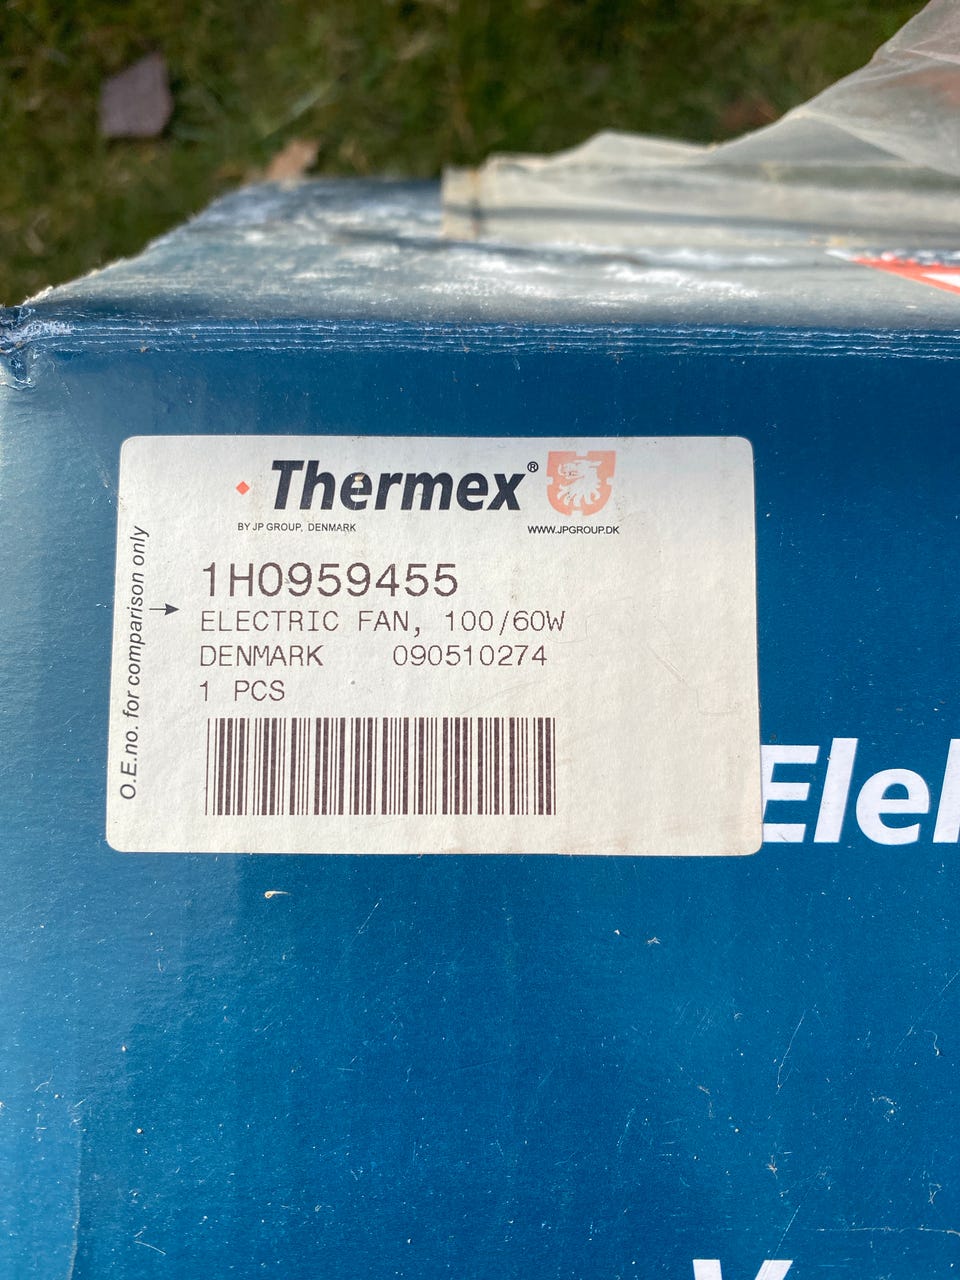 Thermex®
BY JP GROUP, DENMARK
WWW.JPGROUP.DK
O.E.no. for comparison only
1H0959455
ELECTRIC FAN, 100/60W
DENMARK 090510274
1 PCS
Elek